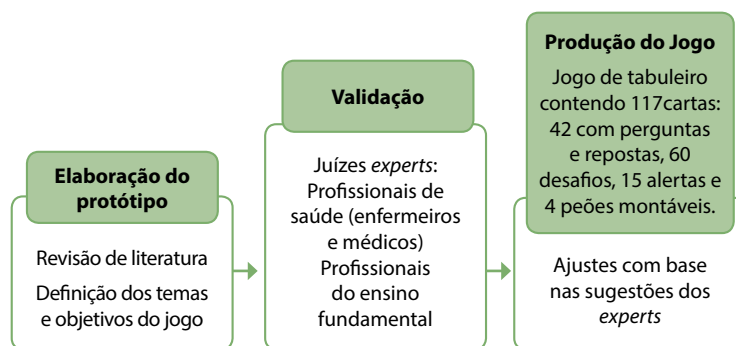 Elaboração do
protótipo
Revisão de literatura
Definição dos temas
e objetivos do jogo
Validação
Juízes experts:
Profissionais de
saúde (enfermeiros
e médicos)
Profissionais
do ensino
fundamental
Produção do Jogo
Jogo de tabuleiro
contendo 117cartas:
42 com perguntas
e repostas, 60
desafios, 15 alertas e
4 peões montáveis.
Ajustes com base
nas sugestões dos
experts